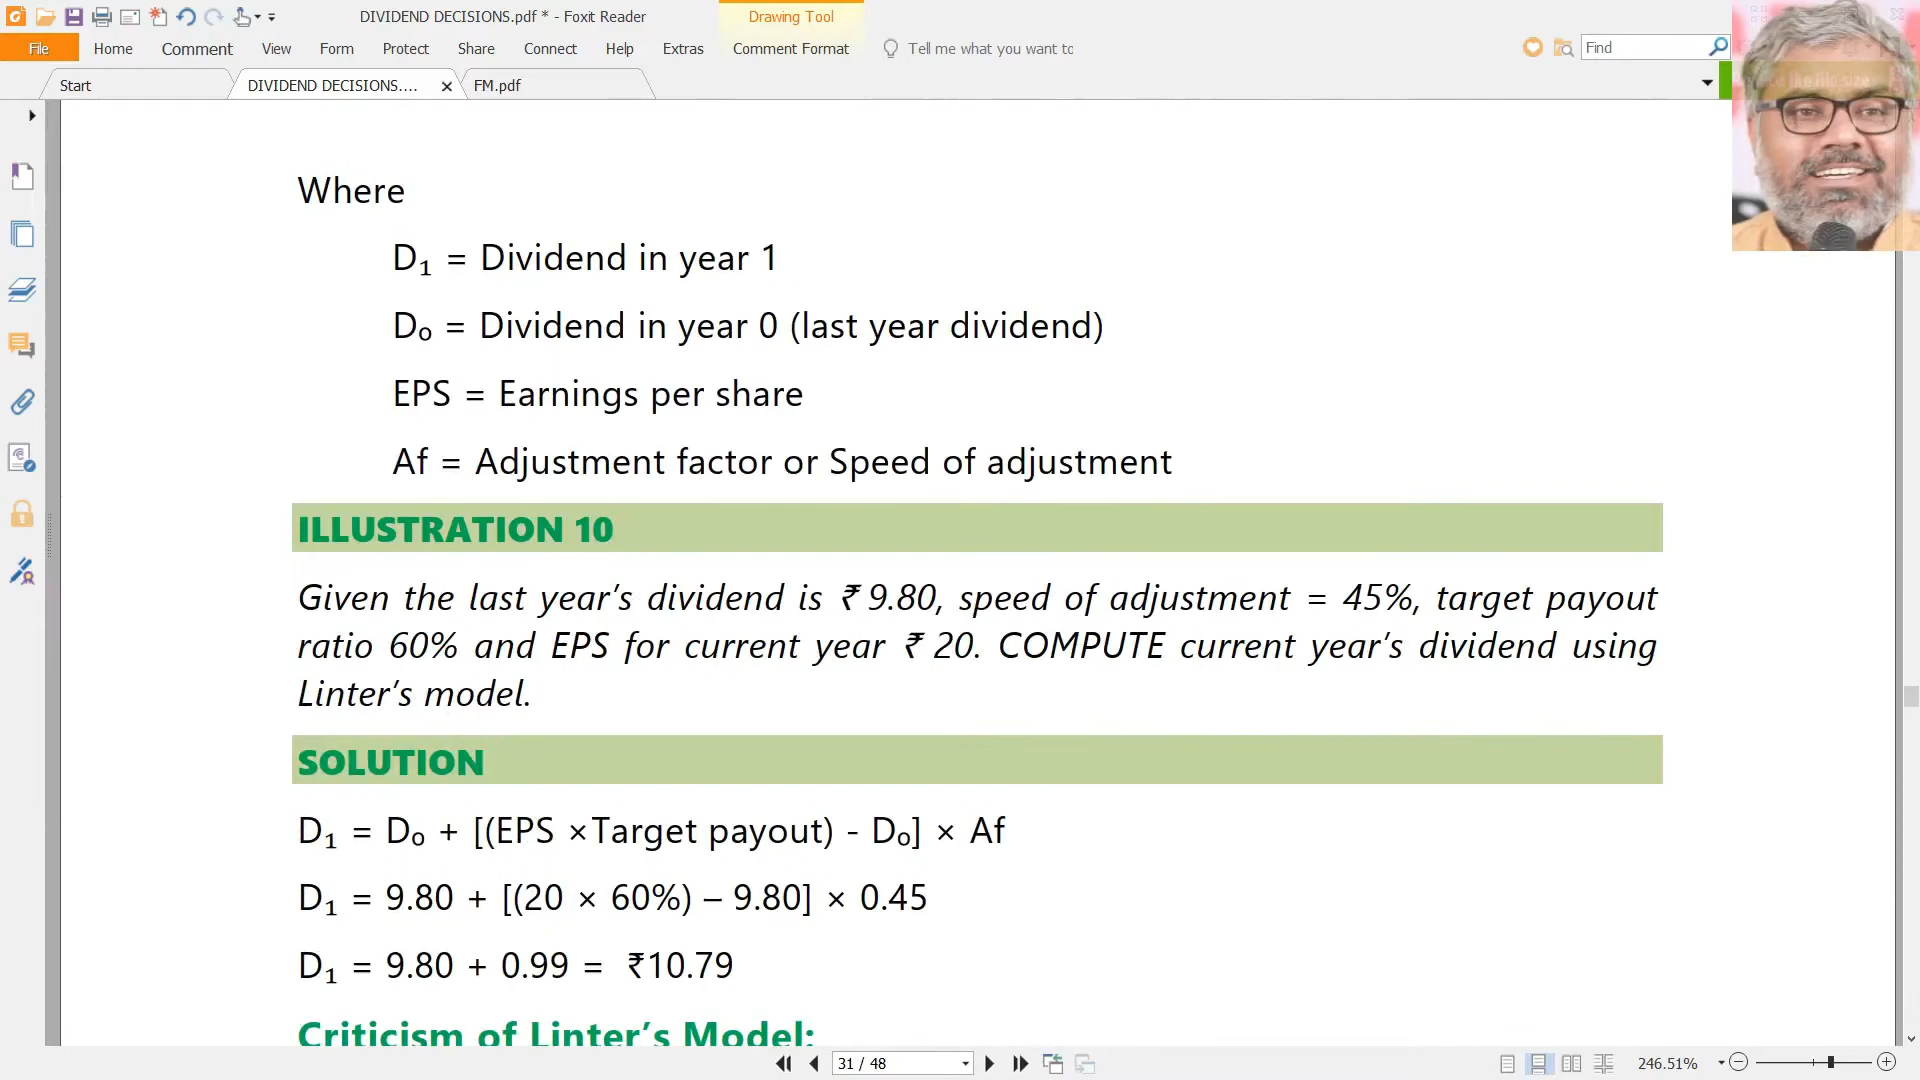 DIVIDEND DECISIONS.pdf * - Foxit Reader
Drawing Tool
File Home Comment View Form Protect Share Connect Help Extras Comment Format Tell me what you want to Find
Start DIVIDEND DECISIONS.... FM.pdf
Where
D₁ = Dividend in year 1
D₀ = Dividend in year 0 (last year dividend)
EPS = Earnings per share
Af = Adjustment factor or Speed of adjustment
ILLUSTRATION 10
Given the last year’s dividend is ₹ 9.80, speed of adjustment = 45%, target payout
ratio 60% and EPS for current year ₹ 20. COMPUTE current year’s dividend using
Linter’s model.
SOLUTION
D₁ = D₀ + [(EPS ×Target payout) - D₀] × Af
D₁ = 9.80 + [(20 × 60%) – 9.80] × 0.45
D₁ = 9.80 + 0.99 = ₹10.79
Criticism of Linter’s Model:
31 / 48
246.51%